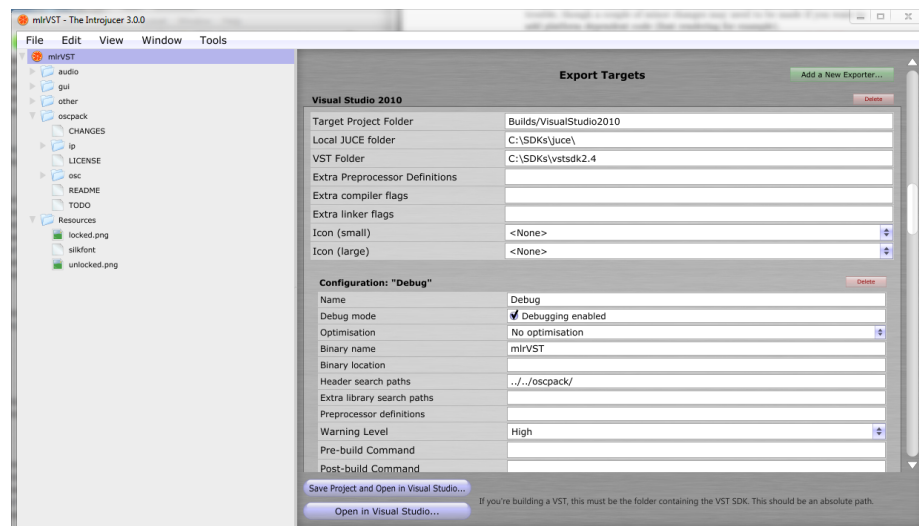 mlrVST - The Introjucer 3.0.0
File Edit View Window Tools
mlrVST
audio
gui
other
oscpack
CHANGES
ip
LICENSE
osc
README
TODO
Resources
locked.png
silkfont
unlocked.png
Export Targets
Add a New Exporter...
Visual Studio 2010
Delete
Target Project Folder Builds/VisualStudio2010
Local JUCE folder C:\SDKs\juce\
VST Folder C:\SDKs\vstsdk2.4
Extra Preprocessor Definitions
Extra compiler flags
Extra linker flags
Icon (small) <None>
Icon (large) <None>
Configuration: "Debug"
Delete
Name Debug
Debug mode Debugging enabled
Optimisation No optimisation
Binary name mlrVST
Binary location
Header search paths ../../oscpack/
Extra library search paths
Preprocessor definitions
Warning Level High
Pre-build Command
Post-build Command
Save Project and Open in Visual Studio...
Open in Visual Studio...
If you're building a VST, this must be the folder containing the VST SDK. This should be an absolute path.